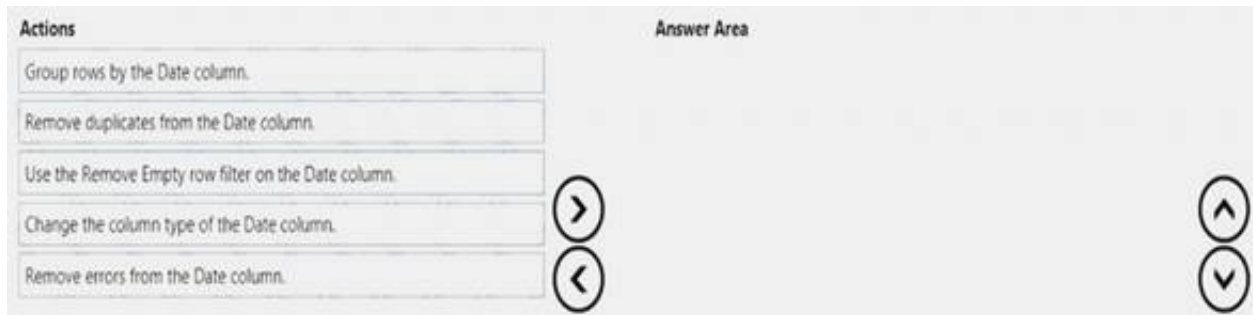 Actions
Answer Area
Group rows by the Date column.
Remove duplicates from the Date column.
Use the Remove Empty row filter on the Date column.
Change the column type of the Date column.
Remove errors from the Date column.